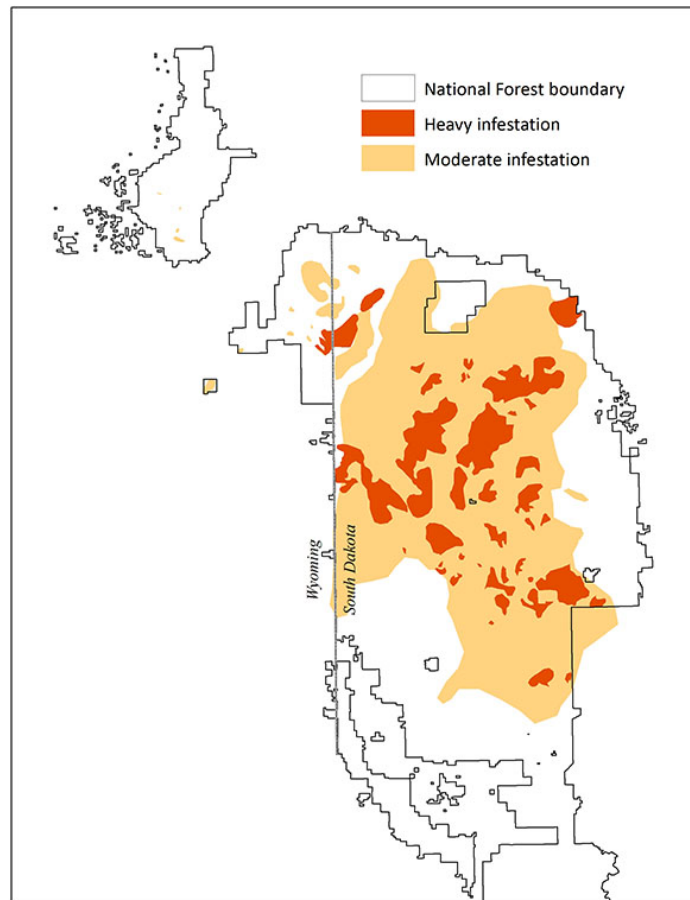 National Forest boundary
Heavy infestation
Moderate infestation
Wyoming
South Dakota